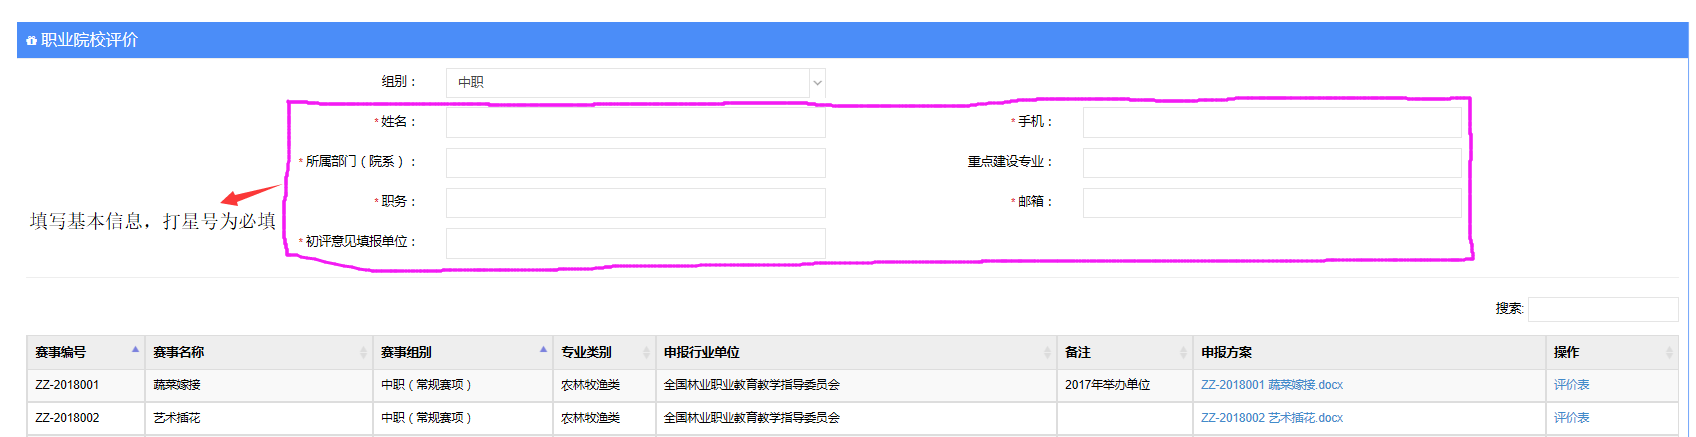 职业院校评价
组别： 中职
*姓名： *手机：
*所属部门（院系）： 重点建设专业：
*职务： *邮箱：
填写基本信息，打星号为必填
*初评意见填报单位：
搜索:
赛事编号 赛事名称 赛事组别 专业类别 申报行业单位 备注 申报方案 操作
ZZ-2018001 蔬菜嫁接 中职（常规赛项） 农林牧渔类 全国林业职业教育教学指导委员会 2017年举办单位 ZZ-2018001 蔬菜嫁接.docx 评价表
ZZ-2018002 艺术插花 中职（常规赛项） 农林牧渔类 全国林业职业教育教学指导委员会 ZZ-2018002 艺术插花.docx 评价表